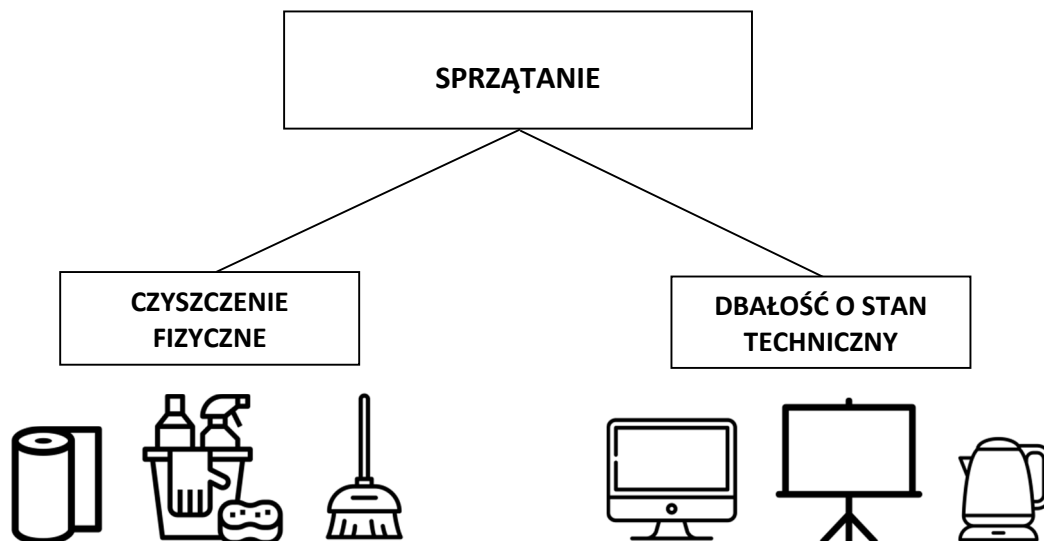 SPRZĄTANIE
CZYSZCZENIE
FIZYCZNE
DBAŁOŚĆ O STAN
TECHNICZNY